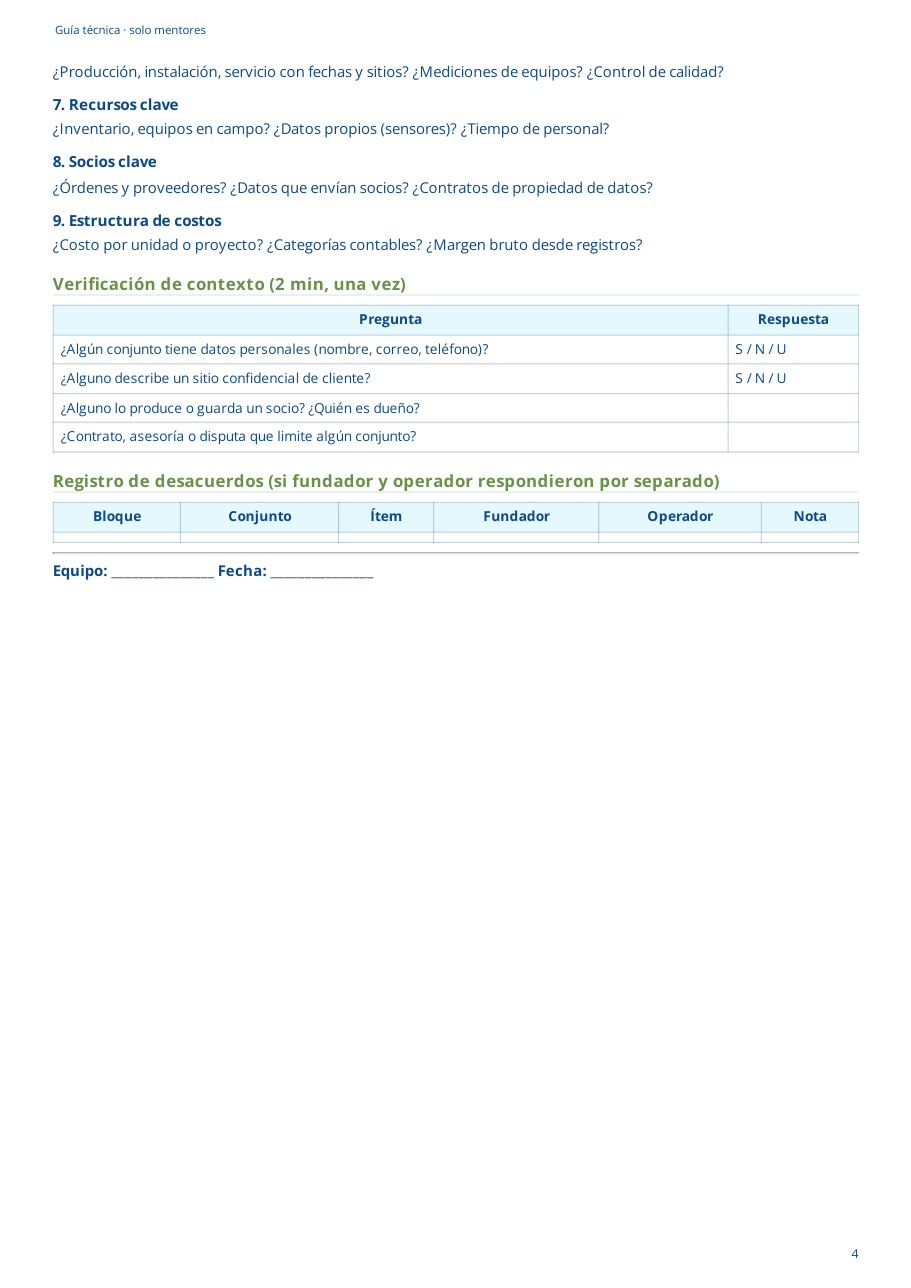 Guía técnica · solo mentores
¿Producción, instalación, servicio con fechas y sitios? ¿Mediciones de equipos? ¿Control de calidad?
7. Recursos clave
¿Inventario, equipos en campo? ¿Datos propios (sensores)? ¿Tiempo de personal?
8. Socios clave
¿Órdenes y proveedores? ¿Datos que envían socios? ¿Contratos de propiedad de datos?
9. Estructura de costos
¿Costo por unidad o proyecto? ¿Categorías contables? ¿Margen bruto desde registros?
Verificación de contexto (2 min, una vez)
Pregunta Respuesta
¿Algún conjunto tiene datos personales (nombre, correo, teléfono)? S / N / U
¿Alguno describe un sitio confidencial de cliente? S / N / U
¿Alguno lo produce o guarda un socio? ¿Quién es dueño?
¿Contrato, asesoría o disputa que limite algún conjunto?
Registro de desacuerdos (si fundador y operador respondieron por separado)
Bloque Conjunto Ítem Fundador Operador Nota
Equipo: ______________ Fecha: ______________
4